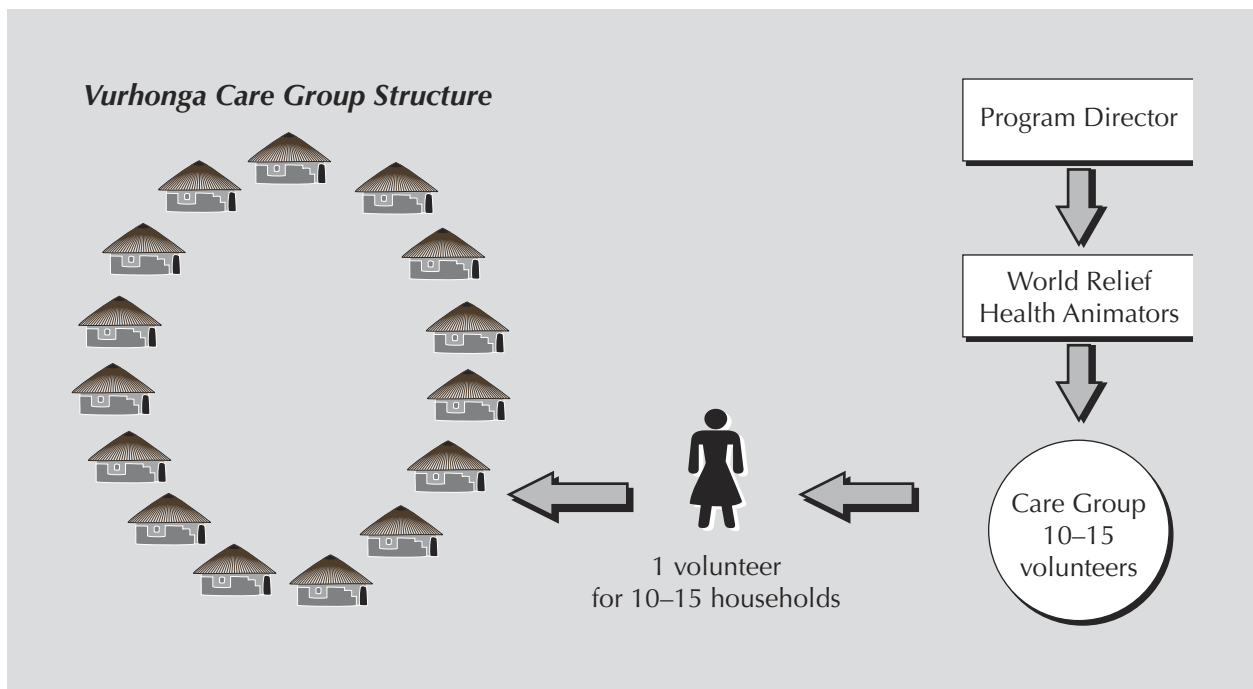 Vurhonga Care Group Structure
Program Director
World Relief
Health Animators
Care Group
10–15
volunteers
1 volunteer
for 10–15 households